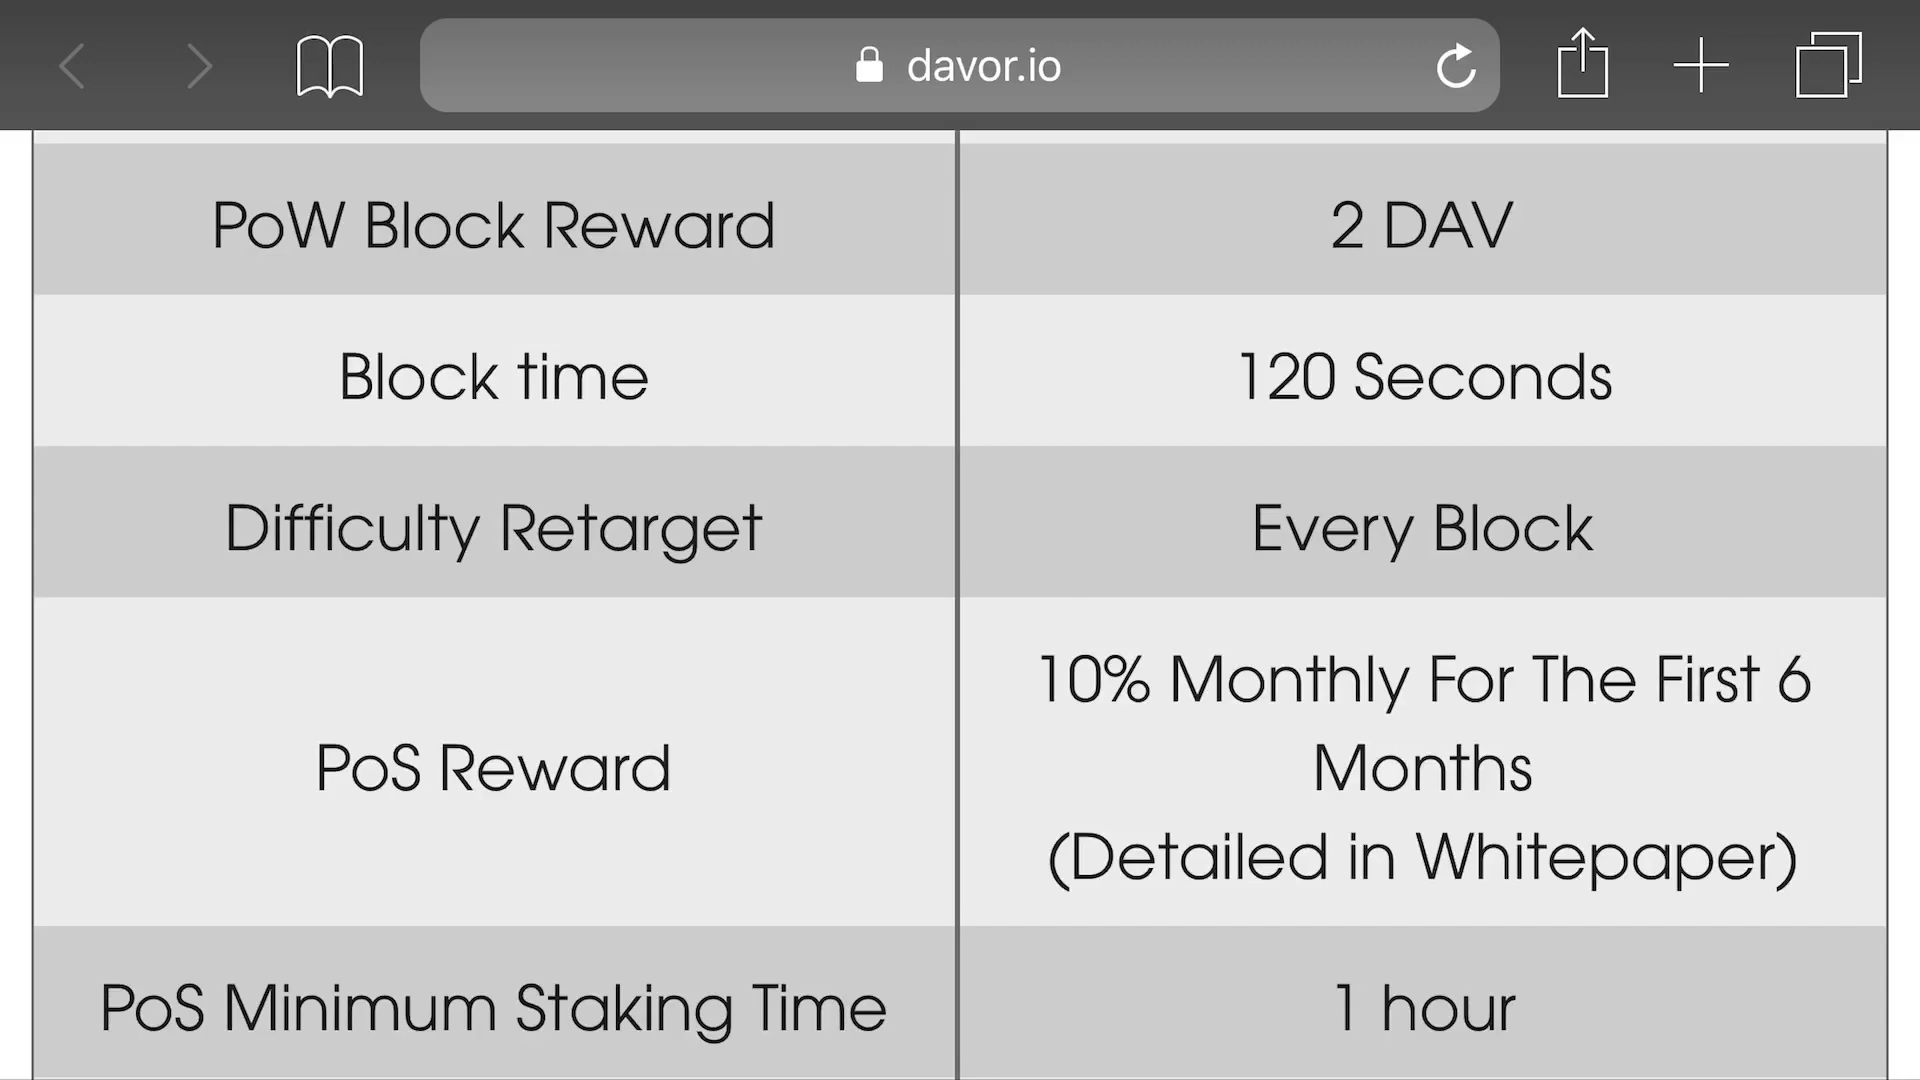 davor.io
PoW Block Reward
2 DAV
Block time
120 Seconds
Difficulty Retarget
Every Block
PoS Reward
10% Monthly For The First 6
Months
(Detailed in Whitepaper)
PoS Minimum Staking Time
1 hour